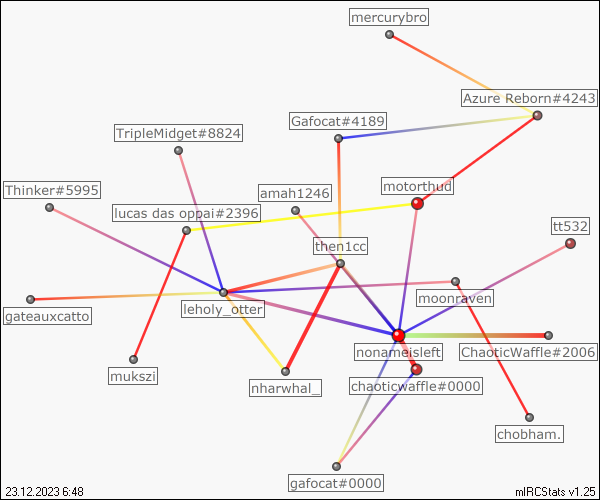 mercurybro
Azure Reborn#4243
Gafocat#4189
TripleMidget#8824
Thinker#5995
amah1246
motorthud
lucas das oppai#2396
tt532
then1cc
moonraven
leholy_otter
gateauxcatto
nonameisleft
ChaoticWaffle#2006
mukszi
nharwhal_
chaoticwaffle#0000
chobham.
gafocat#0000
23.12.2023 6:48
mIRCStats v1.25